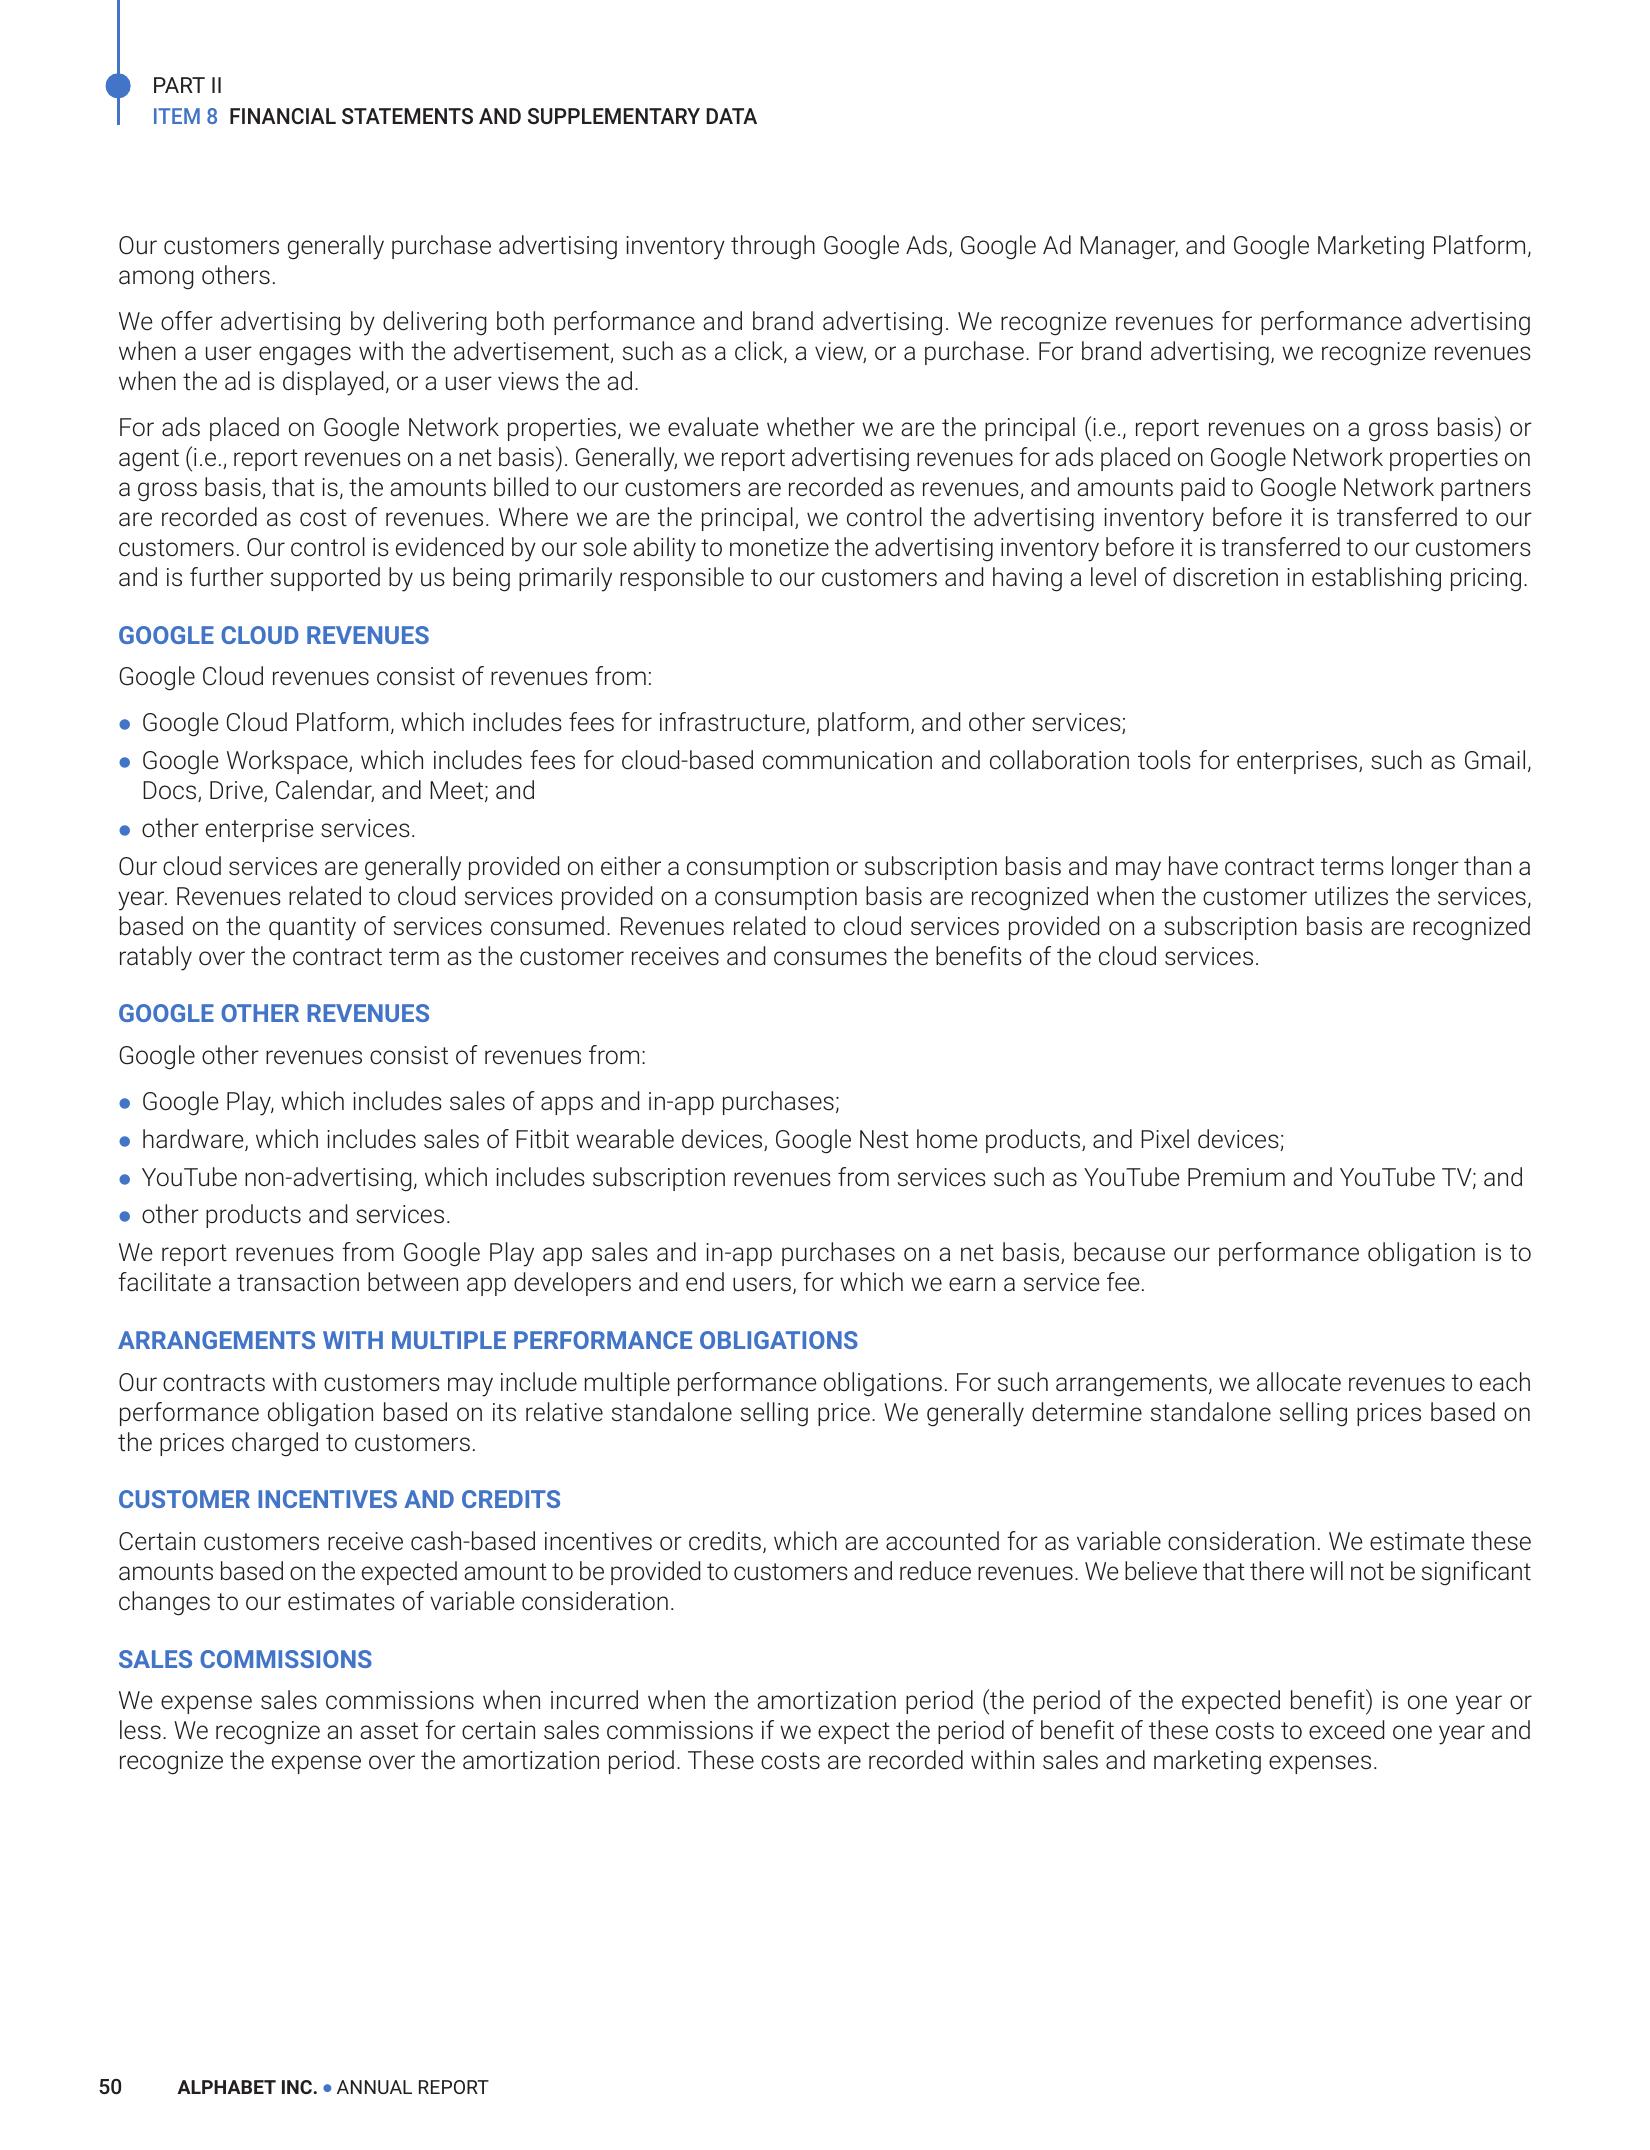 PART II
ITEM 8 FINANCIAL STATEMENTS AND SUPPLEMENTARY DATA
Our customers generally purchase advertising inventory through Google Ads, Google Ad Manager, and Google Marketing Platform,
among others.
We offer advertising by delivering both performance and brand advertising. We recognize revenues for performance advertising
when a user engages with the advertisement, such as a click, a view, or a purchase. For brand advertising, we recognize revenues
when the ad is displayed, or a user views the ad.
For ads placed on Google Network properties, we evaluate whether we are the principal (i.e., report revenues on a gross basis) or
agent (i.e., report revenues on a net basis). Generally, we report advertising revenues for ads placed on Google Network properties on
a gross basis, that is, the amounts billed to our customers are recorded as revenues, and amounts paid to Google Network partners
are recorded as cost of revenues. Where we are the principal, we control the advertising inventory before it is transferred to our
customers. Our control is evidenced by our sole ability to monetize the advertising inventory before it is transferred to our customers
and is further supported by us being primarily responsible to our customers and having a level of discretion in establishing pricing.
GOOGLE CLOUD REVENUES
Google Cloud revenues consist of revenues from:
● Google Cloud Platform, which includes fees for infrastructure, platform, and other services;
● Google Workspace, which includes fees for cloud-based communication and collaboration tools for enterprises, such as Gmail,
Docs, Drive, Calendar, and Meet; and
● other enterprise services.
Our cloud services are generally provided on either a consumption or subscription basis and may have contract terms longer than a
year. Revenues related to cloud services provided on a consumption basis are recognized when the customer utilizes the services,
based on the quantity of services consumed. Revenues related to cloud services provided on a subscription basis are recognized
ratably over the contract term as the customer receives and consumes the benefits of the cloud services.
GOOGLE OTHER REVENUES
Google other revenues consist of revenues from:
● Google Play, which includes sales of apps and in-app purchases;
● hardware, which includes sales of Fitbit wearable devices, Google Nest home products, and Pixel devices;
● YouTube non-advertising, which includes subscription revenues from services such as YouTube Premium and YouTube TV; and
● other products and services.
We report revenues from Google Play app sales and in-app purchases on a net basis, because our performance obligation is to
facilitate a transaction between app developers and end users, for which we earn a service fee.
ARRANGEMENTS WITH MULTIPLE PERFORMANCE OBLIGATIONS
Our contracts with customers may include multiple performance obligations. For such arrangements, we allocate revenues to each
performance obligation based on its relative standalone selling price. We generally determine standalone selling prices based on
the prices charged to customers.
CUSTOMER INCENTIVES AND CREDITS
Certain customers receive cash-based incentives or credits, which are accounted for as variable consideration. We estimate these
amounts based on the expected amount to be provided to customers and reduce revenues. We believe that there will not be significant
changes to our estimates of variable consideration.
SALES COMMISSIONS
We expense sales commissions when incurred when the amortization period (the period of the expected benefit) is one year or
less. We recognize an asset for certain sales commissions if we expect the period of benefit of these costs to exceed one year and
recognize the expense over the amortization period. These costs are recorded within sales and marketing expenses.
50 ALPHABET INC. ● ANNUAL REPORT